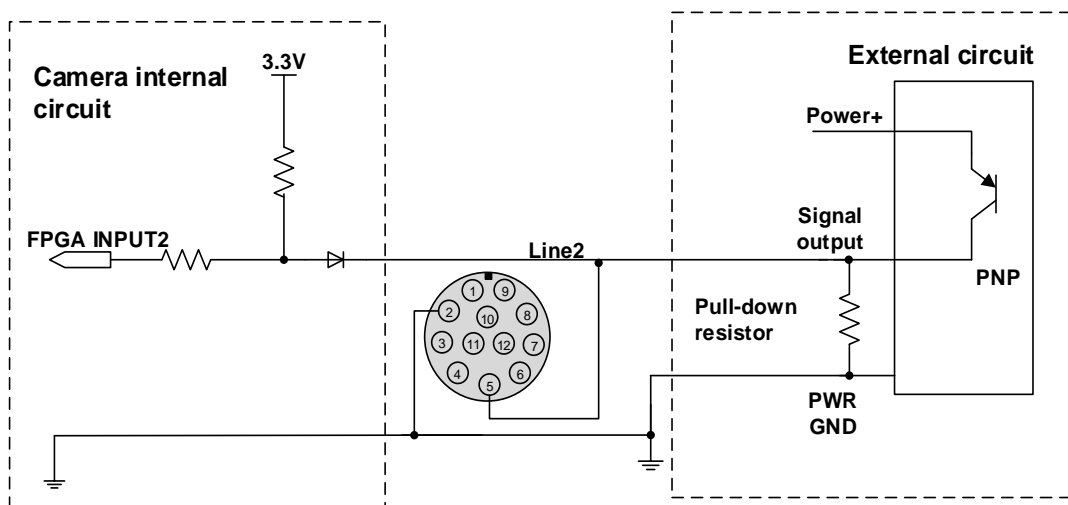 Camera internal
circuit
3.3V
FPGA INPUT2
Line2
1
9
2
10
8
3
11
12
7
4
6
5
External circuit
Power+
Signal
output
PNP
Pull-down
resistor
PWR
GND